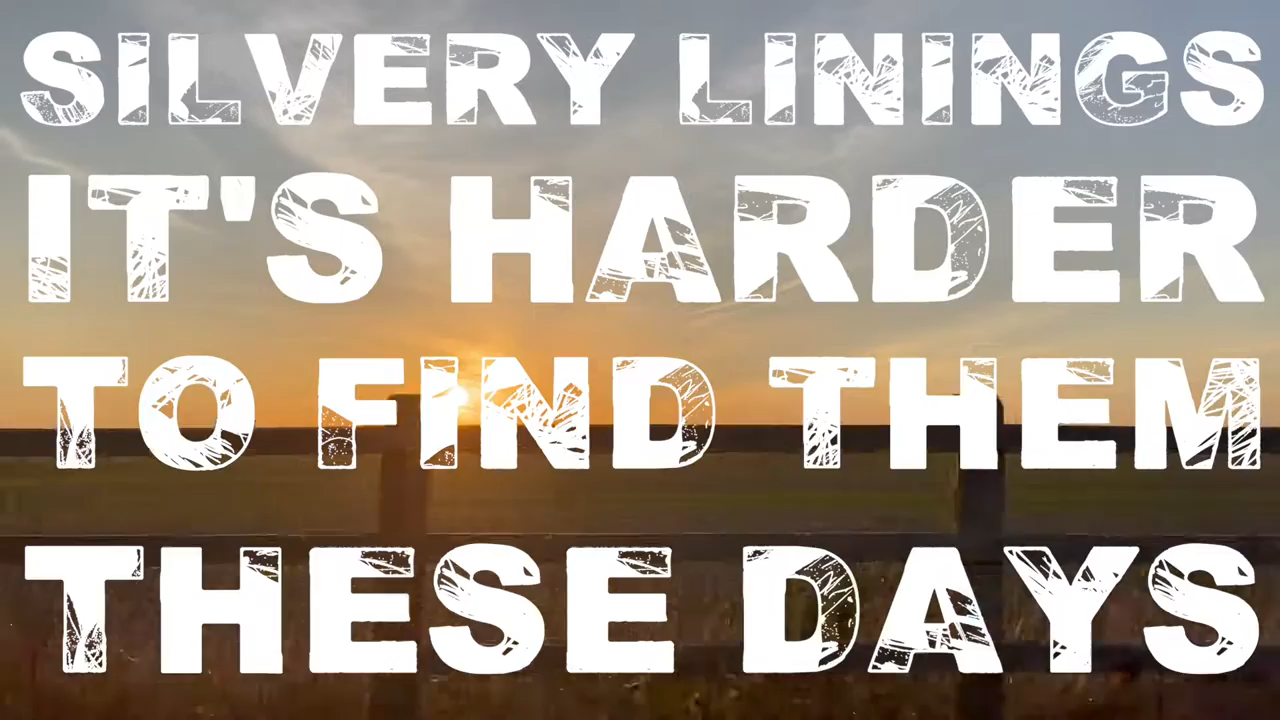 SILVERY LININGS
IT'S HARDER
TO FIND THEM
THESE DAYS